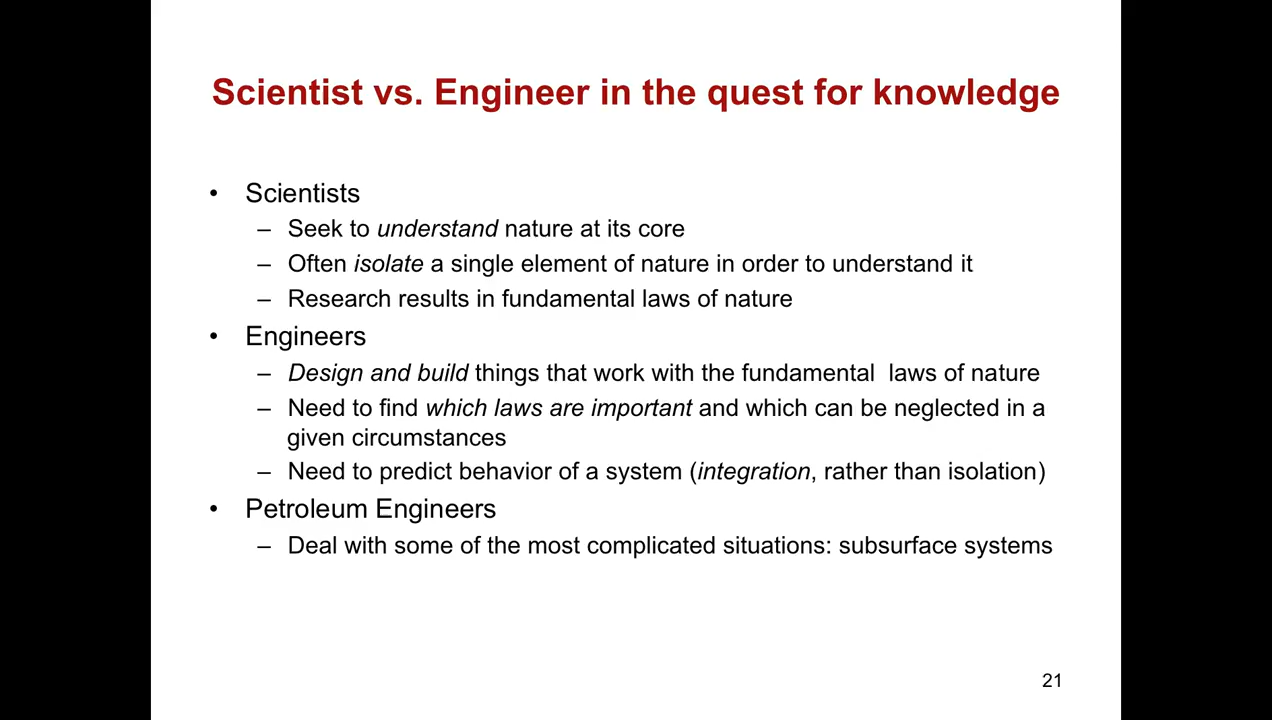 Scientist vs. Engineer in the quest for knowledge
• Scientists
– Seek to understand nature at its core
– Often isolate a single element of nature in order to understand it
– Research results in fundamental laws of nature
• Engineers
– Design and build things that work with the fundamental  laws of nature
– Need to find which laws are important and which can be neglected in a
given circumstances
– Need to predict behavior of a system (integration, rather than isolation)
• Petroleum Engineers
– Deal with some of the most complicated situations: subsurface systems
21